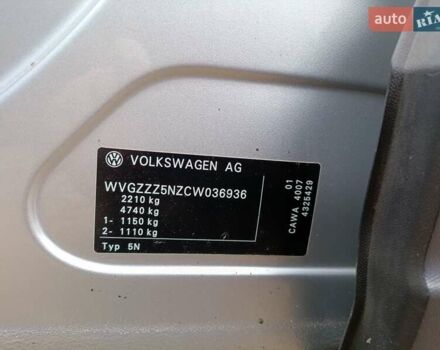 auto RIA
VOLKSWAGEN AG
WVGZZZ5NZCW036936
2210 kg
4740 kg
1- 1150 kg
2- 1110 kg
Typ 5N
01
CAWA 4007
4325429